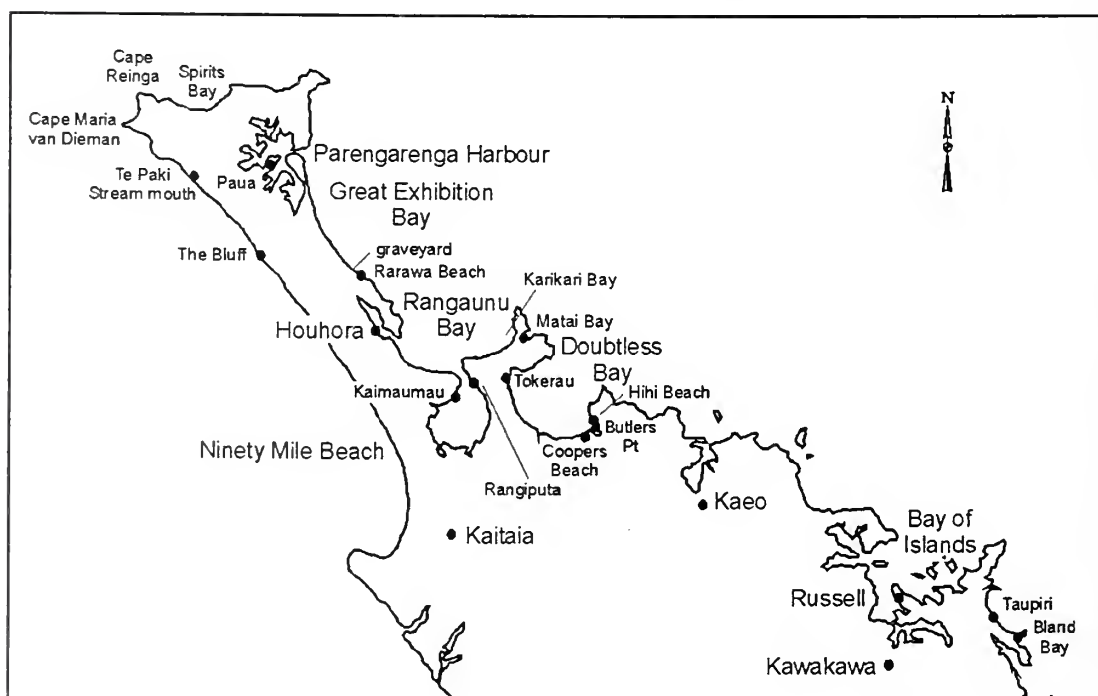 Cape
Reinga
Spirits
Bay
N
Cape Maria
van Dieman
Parengarenga Harbour
Te Paki
Stream mouth
Paua
Great Exhibition
Bay
graveyard
The Bluff
Rarawa Beach
Karikari Bay
Rangaunu
Bay
Houhora
Matai Bay
Doubtless
Bay
Tokerau
Kaimaumau
Hihi Beach
Butlers
Pt
Ninety Mile Beach
Coopers
Beach
Rangiputa
Kaeo
Kaitaia
Bay of
Islands
Russell
Taupiri
Bland
Bay
Kawakawa